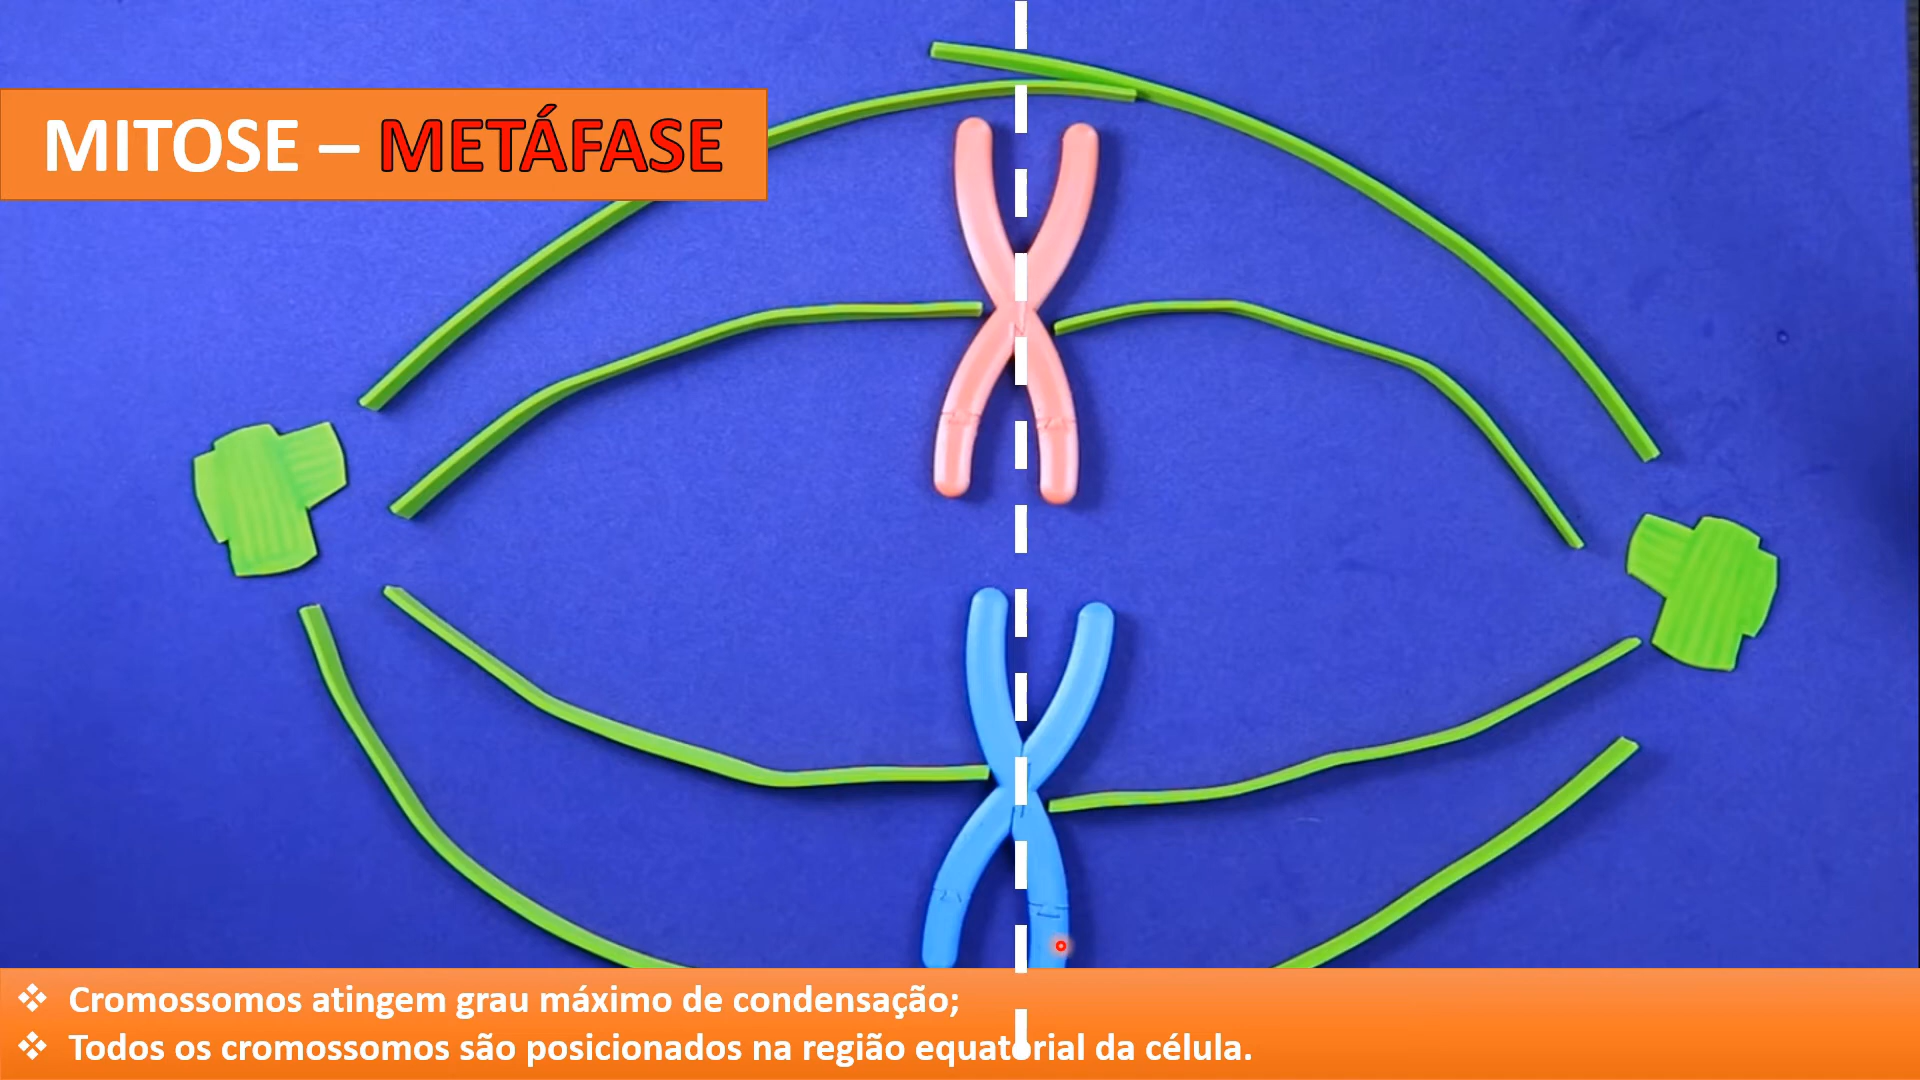 MITOSE – METÁFASE
❖ Cromossomos atingem grau máximo de condensação;
❖ Todos os cromossomos são posicionados na região equatorial da célula.